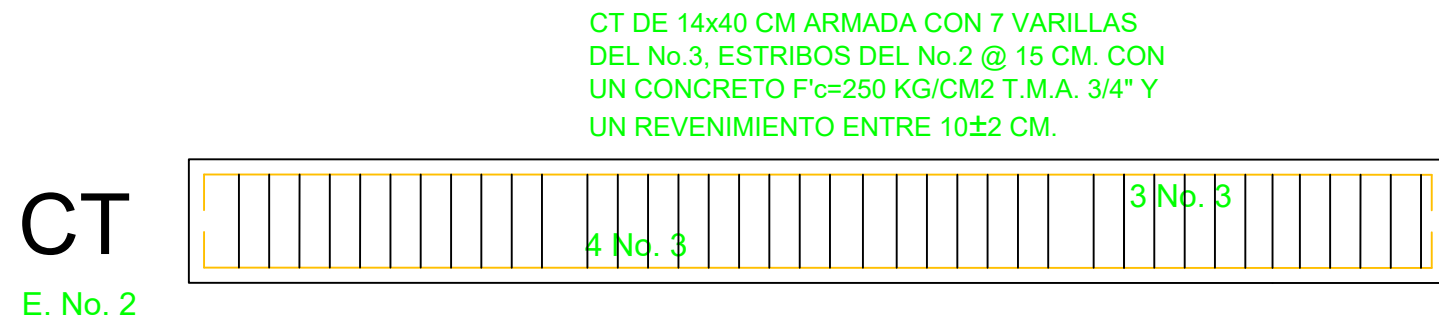 CT DE 14x40 CM ARMADA CON 7 VARILLAS
DEL No.3, ESTRIBOS DEL No.2 @ 15 CM. CON
UN CONCRETO F'c=250 KG/CM2 T.M.A. 3/4" Y
UN REVENIMIENTO ENTRE 10±2 CM.
CT
3 No. 3
4 No. 3
E. No. 2